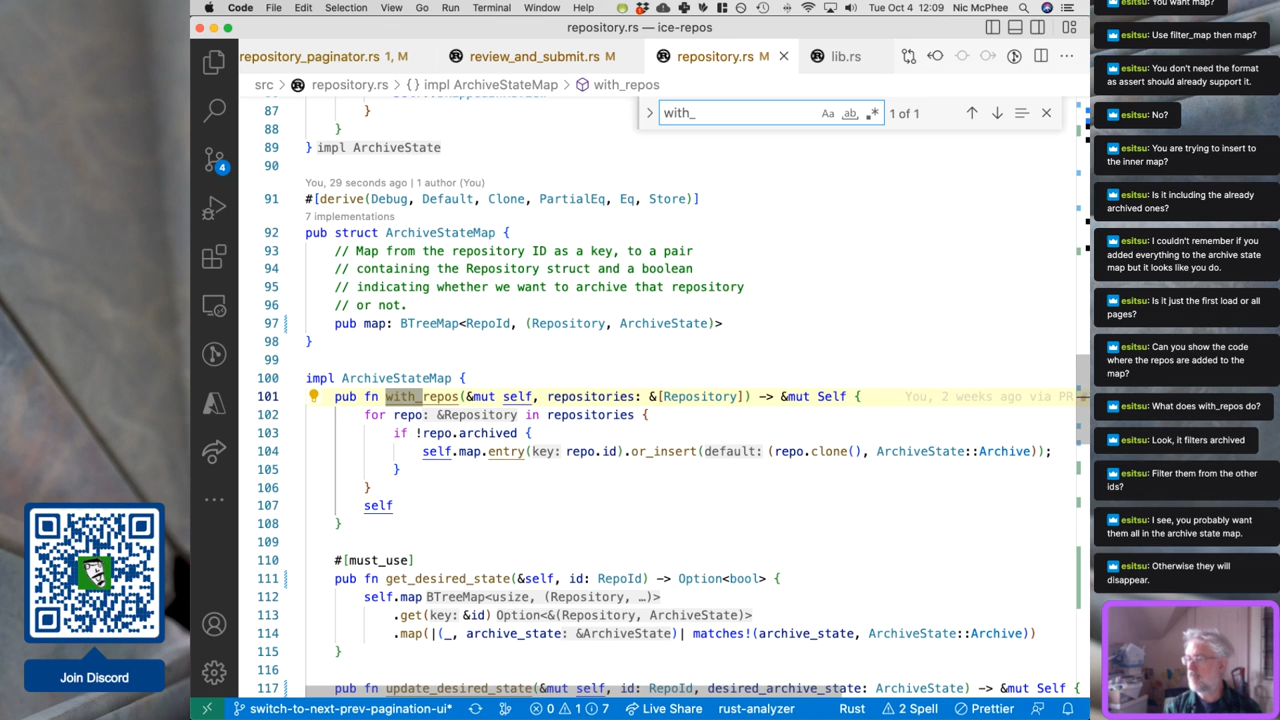 Code File Edit Selection View Go Run Terminal Window Help Tue Oct 4 12:09 Nic McPhee
repository.rs — ice-repos
repository_paginator.rs 1, M review_and_submit.rs M repository.rs M lib.rs
src > repository.rs > {} impl ArchiveStateMap > with_repos
with_ Aa ab 1 of 1
87 }
88 }
89 } impl ArchiveState
90
You, 29 seconds ago | 1 author (You)
91 #[derive(Debug, Default, Clone, PartialEq, Eq, Store)]
7 implementations
92 pub struct ArchiveStateMap {
93 // Map from the repository ID as a key, to a pair
94 // containing the Repository struct and a boolean
95 // indicating whether we want to archive that repository
96 // or not.
97 pub map: BTreeMap<RepoId, (Repository, ArchiveState)>
98 }
99
100 impl ArchiveStateMap {
101 pub fn with_repos(&mut self, repositories: &[Repository]) -> &mut Self { You, 2 weeks ago via PR
102 for repo: &Repository in repositories {
103 if !repo.archived {
104 self.map.entry(key: repo.id).or_insert(default: (repo.clone(), ArchiveState::Archive));
105 }
106 }
107 self
108 }
109
110 #[must_use]
111 pub fn get_desired_state(&self, id: RepoId) -> Option<bool> {
112 self.map BTreeMap<usize, (Repository, …)>
113 .get(key: &id) Option<&(Repository, ArchiveState)>
114 .map(|(_, archive_state: &ArchiveState)| matches!(archive_state, ArchiveState::Archive))
115 }
116
117 pub fn update_desired_state(&mut self, id: RepoId, desired_archive_state: ArchiveState) -> &mut Self {
4
switch-to-next-prev-pagination-ui* 0 1 7 Live Share rust-analyzer Rust 2 Spell Prettier
Join Discord
esitsu: You want map?
esitsu: Use filter_map then map?
esitsu: You don't need the format
as assert should already support it.
esitsu: No?
esitsu: You are trying to insert to
the inner map?
esitsu: Is it including the already
archived ones?
esitsu: I couldn't remember if you
added everything to the archive state
map but it looks like you do.
esitsu: Is it just the first load or all
pages?
esitsu: Can you show the code
where the repos are added to the
map?
esitsu: What does with_repos do?
esitsu: Look, it filters archived
esitsu: Filter them from the other
ids?
esitsu: I see, you probably want
them all in the archive state map.
esitsu: Otherwise they will
disappear.